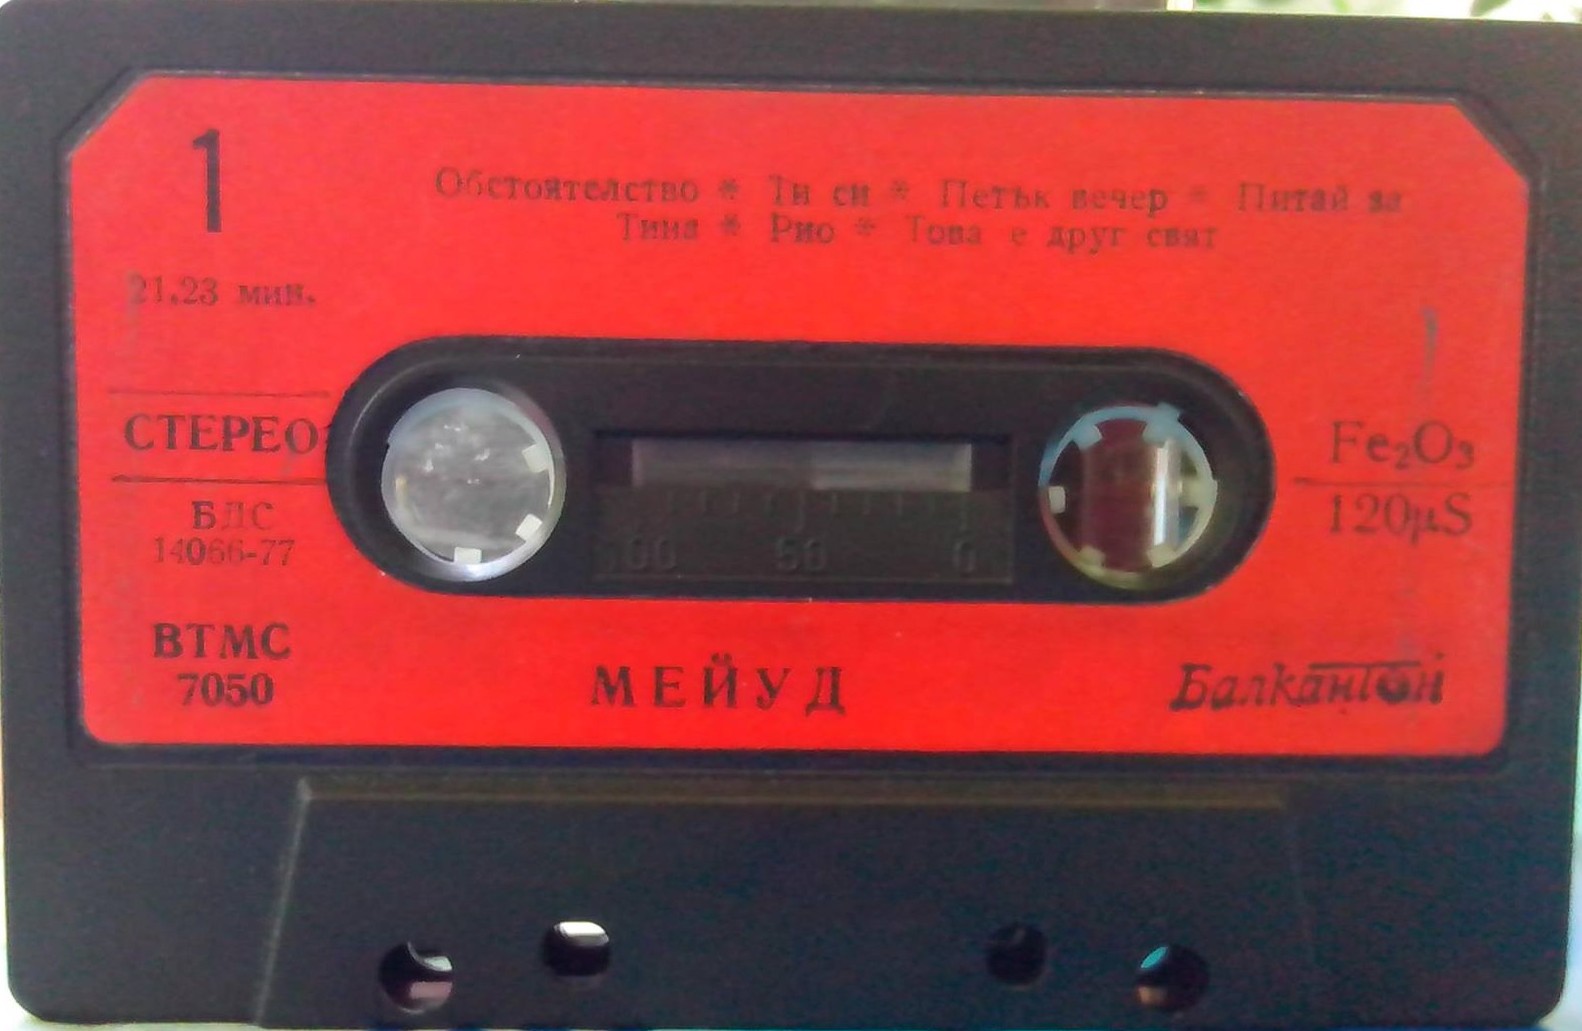 1
Обстоятелство * Ти си * Петък вечер * Питай за
Тина * Рио * Това е друг свят
21.23 мин.
СТЕРЕО
БДС
14066-77
ВТМС
7050
Fe₂O₃
120μS
100 50 0
МЕЙУД
Балкантон